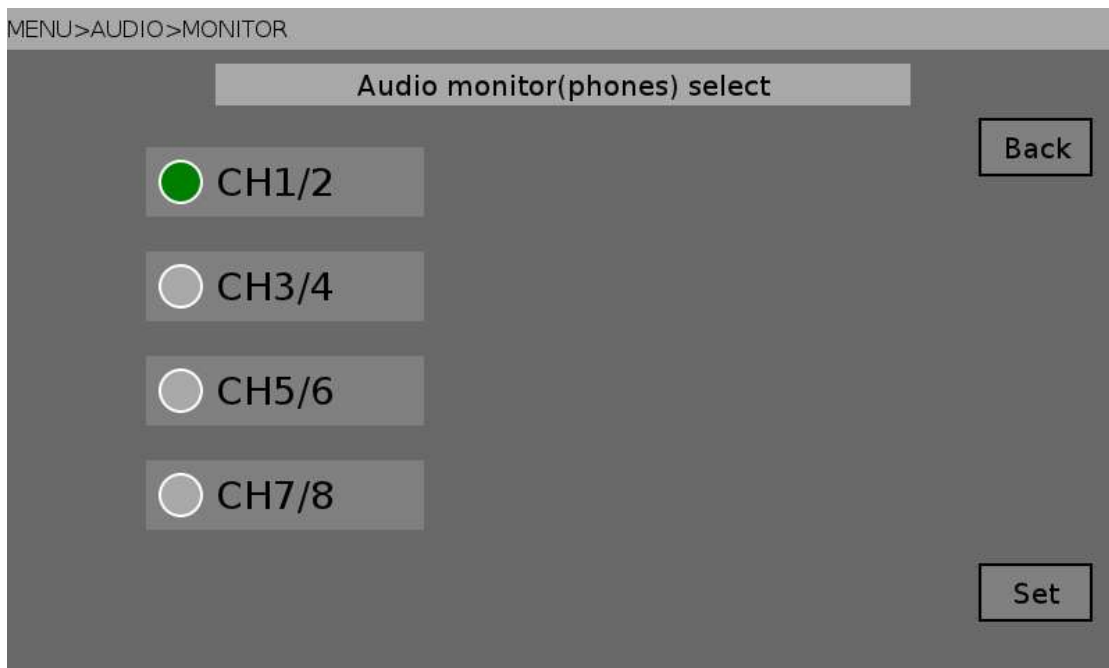 MENU>AUDIO>MONITOR
Audio monitor(phones) select
Back
CH1/2
CH3/4
CH5/6
CH7/8
Set